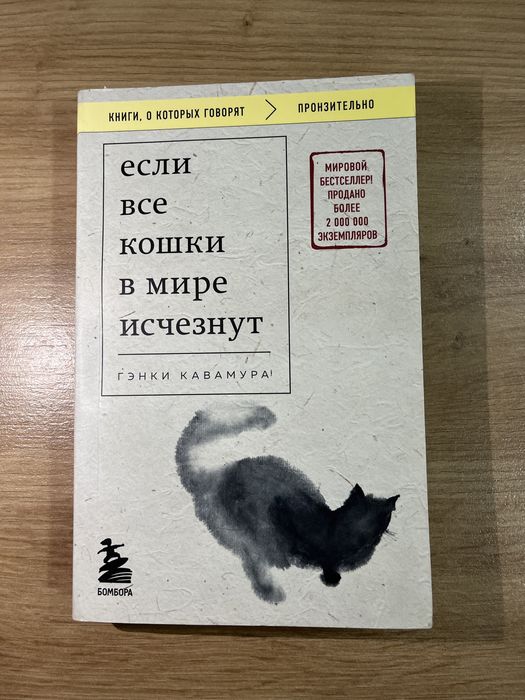 КНИГИ, О КОТОРЫХ ГОВОРЯТ > ПРОНЗИТЕЛЬНО
если
все
кошки
в мире
исчезнут
ГЭНКИ КАВАМУРА
МИРОВОЙ
БЕСТСЕЛЛЕР!
ПРОДАНО
БОЛЕЕ
2 000 000
ЭКЗЕМПЛЯРОВ
БОМБОРА